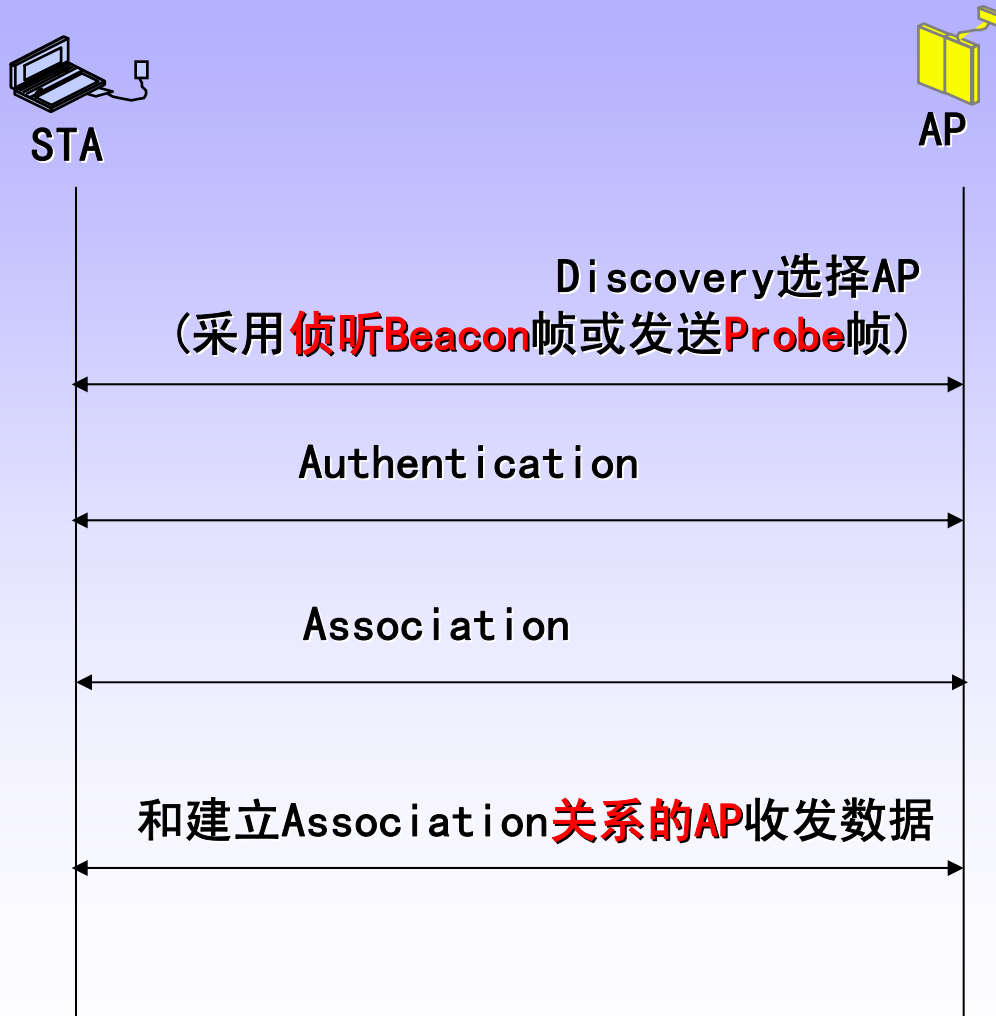 STA
AP
Discovery选择AP
(采用侦听Beacon帧或发送Probe帧)
Authentication
Association
和建立Association关系的AP收发数据